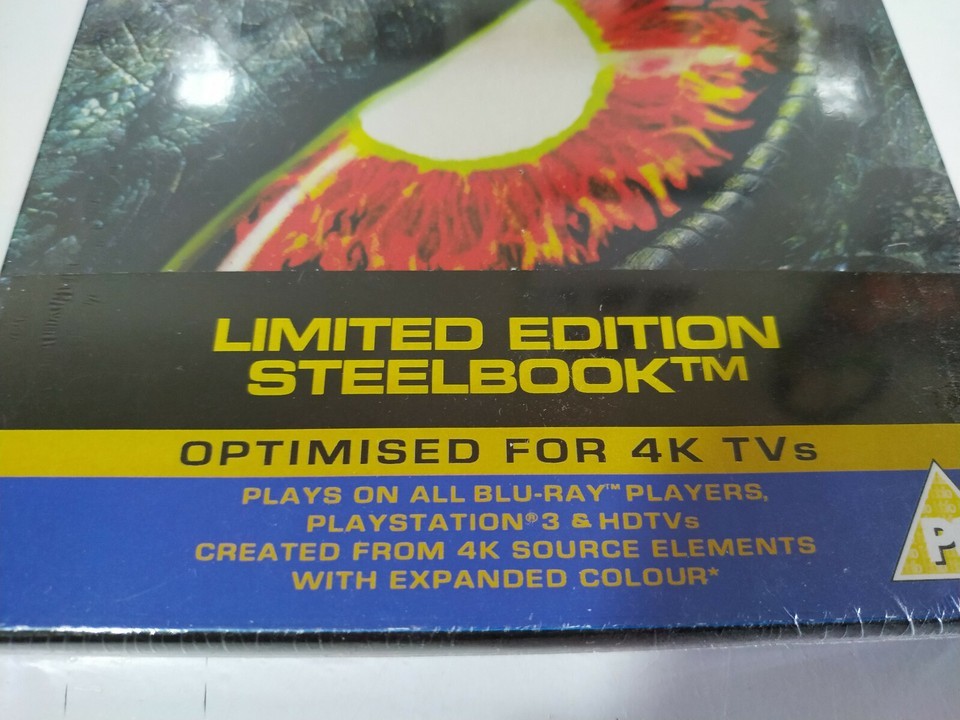 LIMITED EDITION
STEELBOOK™
OPTIMISED FOR 4K TVs
PLAYS ON ALL BLU-RAY™ PLAYERS,
PLAYSTATION®3 & HDTVs
CREATED FROM 4K SOURCE ELEMENTS
WITH EXPANDED COLOUR*